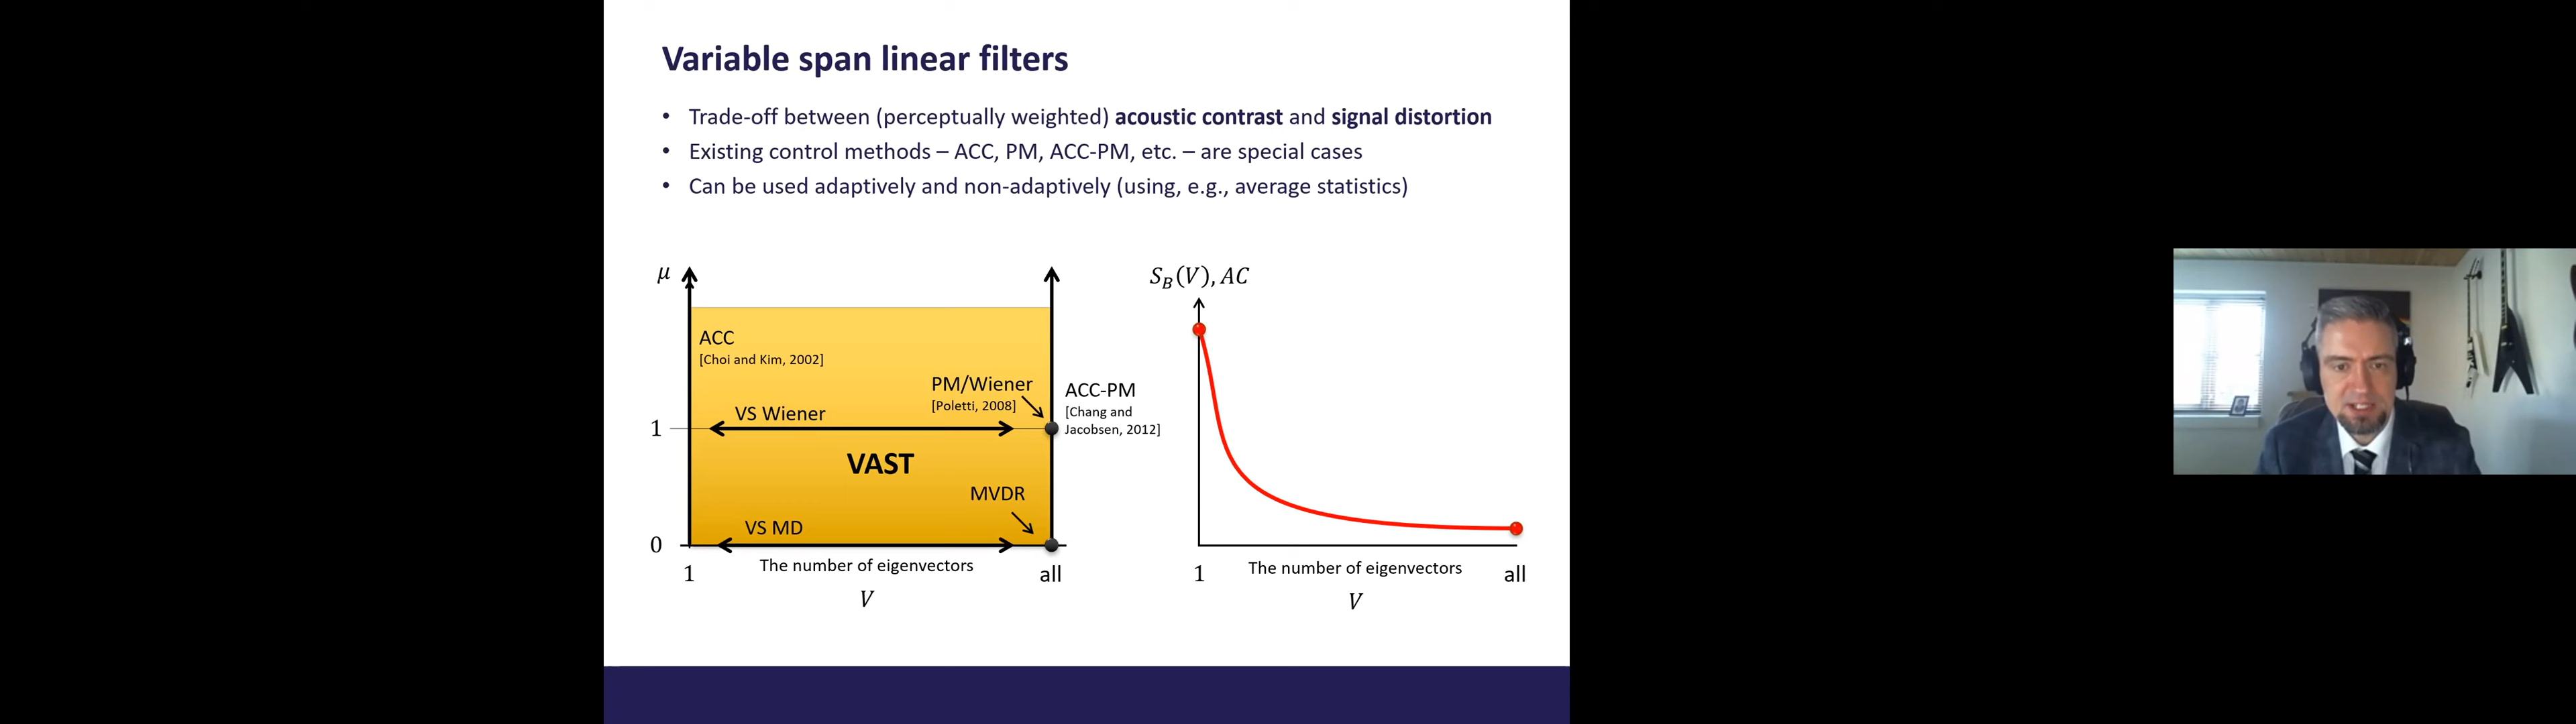 Variable span linear filters
• Trade-off between (perceptually weighted) acoustic contrast and signal distortion
• Existing control methods – ACC, PM, ACC-PM, etc. – are special cases
• Can be used adaptively and non-adaptively (using, e.g., average statistics)
μ
ACC
[Choi and Kim, 2002]
PM/Wiener
[Poletti, 2008]
ACC-PM
[Chang and
Jacobsen, 2012]
VS Wiener
1
VAST
MVDR
VS MD
0
1
The number of eigenvectors
all
V
S_B(V), AC
1
The number of eigenvectors
all
V